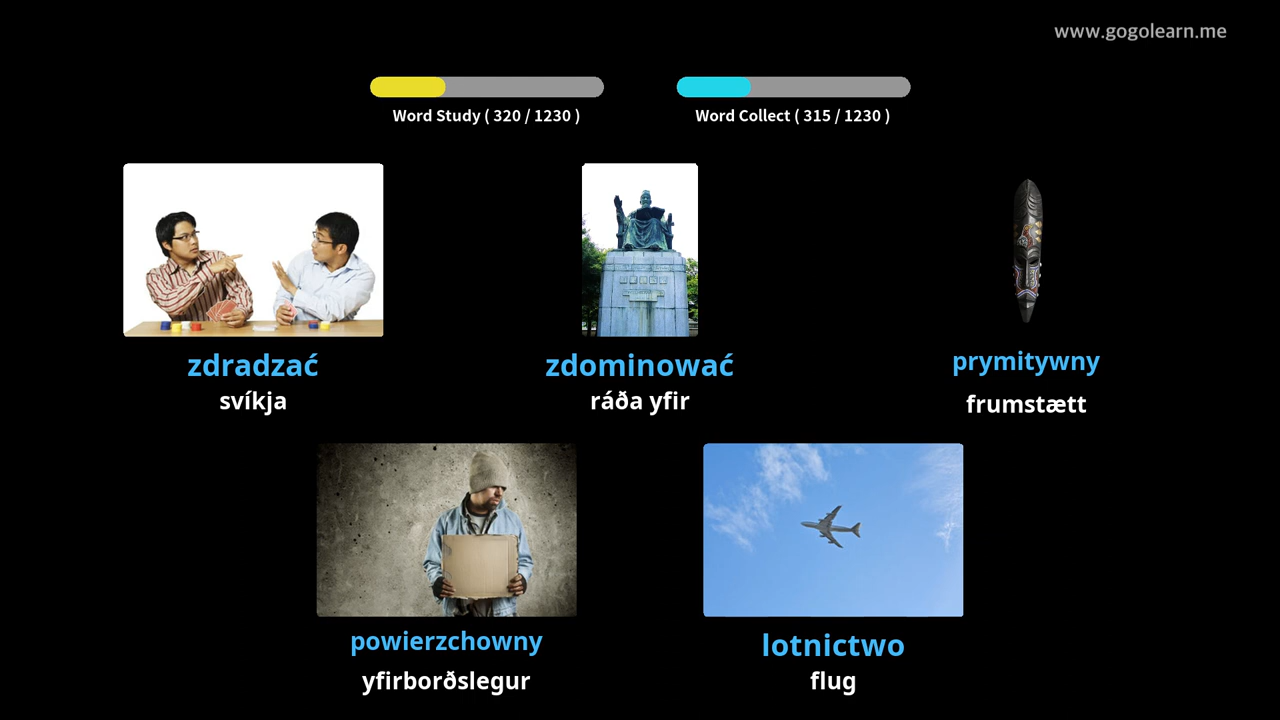 www.gogolearn.me
Word Study ( 320 / 1230 )
Word Collect ( 315 / 1230 )
zdradzać
svíkja
zdominować
ráða yfir
prymitywny
frumstætt
powierzchowny
yfirborðslegur
lotnictwo
flug